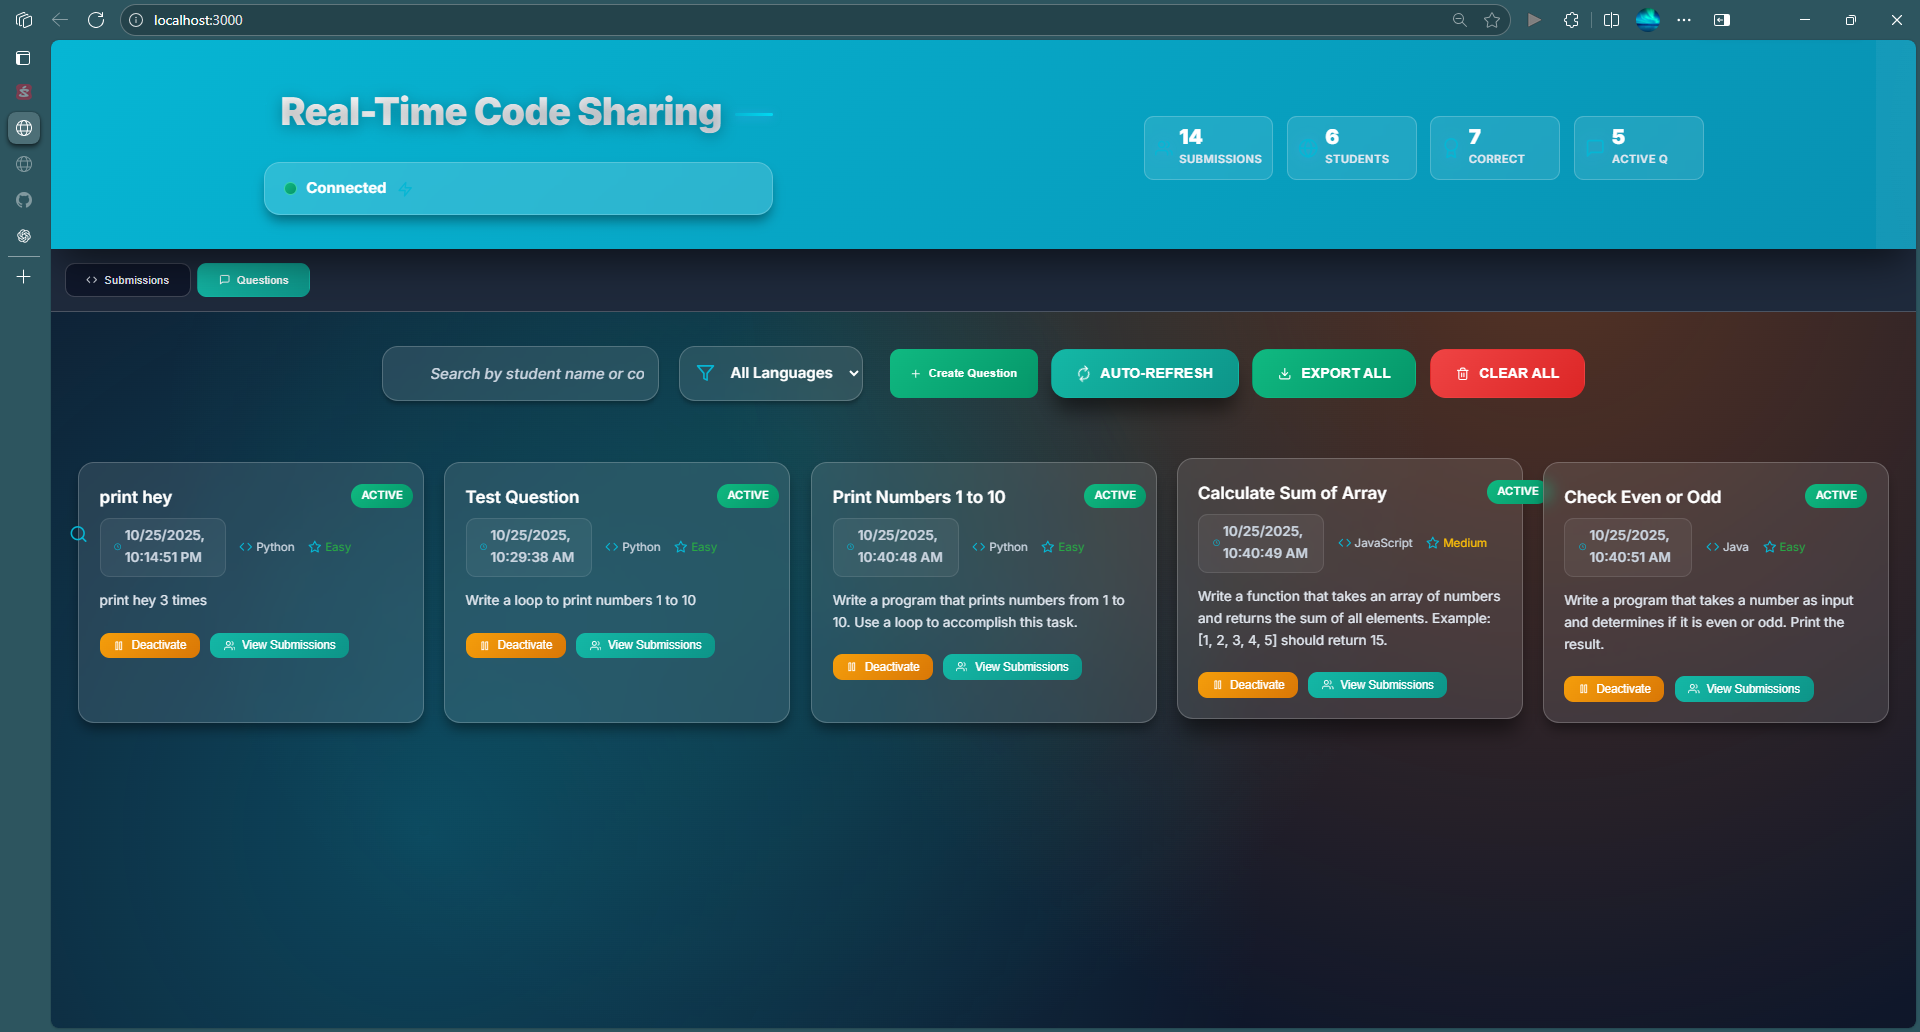 localhost:3000
Real-Time Code Sharing
Connected
14
SUBMISSIONS
6
STUDENTS
7
CORRECT
5
ACTIVE Q
Submissions
Questions
Search by student name or co
All Languages
Create Question
AUTO-REFRESH
EXPORT ALL
CLEAR ALL
print hey
ACTIVE
10/25/2025,
10:14:51 PM
Python
Easy
print hey 3 times
Deactivate
View Submissions
Test Question
ACTIVE
10/25/2025,
10:29:38 AM
Python
Easy
Write a loop to print numbers 1 to 10
Deactivate
View Submissions
Print Numbers 1 to 10
ACTIVE
10/25/2025,
10:40:48 AM
Python
Easy
Write a program that prints numbers from 1 to
10. Use a loop to accomplish this task.
Deactivate
View Submissions
Calculate Sum of Array
ACTIVE
10/25/2025,
10:40:49 AM
JavaScript
Medium
Write a function that takes an array of numbers
and returns the sum of all elements. Example:
[1, 2, 3, 4, 5] should return 15.
Deactivate
View Submissions
Check Even or Odd
ACTIVE
10/25/2025,
10:40:51 AM
Java
Easy
Write a program that takes a number as input
and determines if it is even or odd. Print the
result.
Deactivate
View Submissions